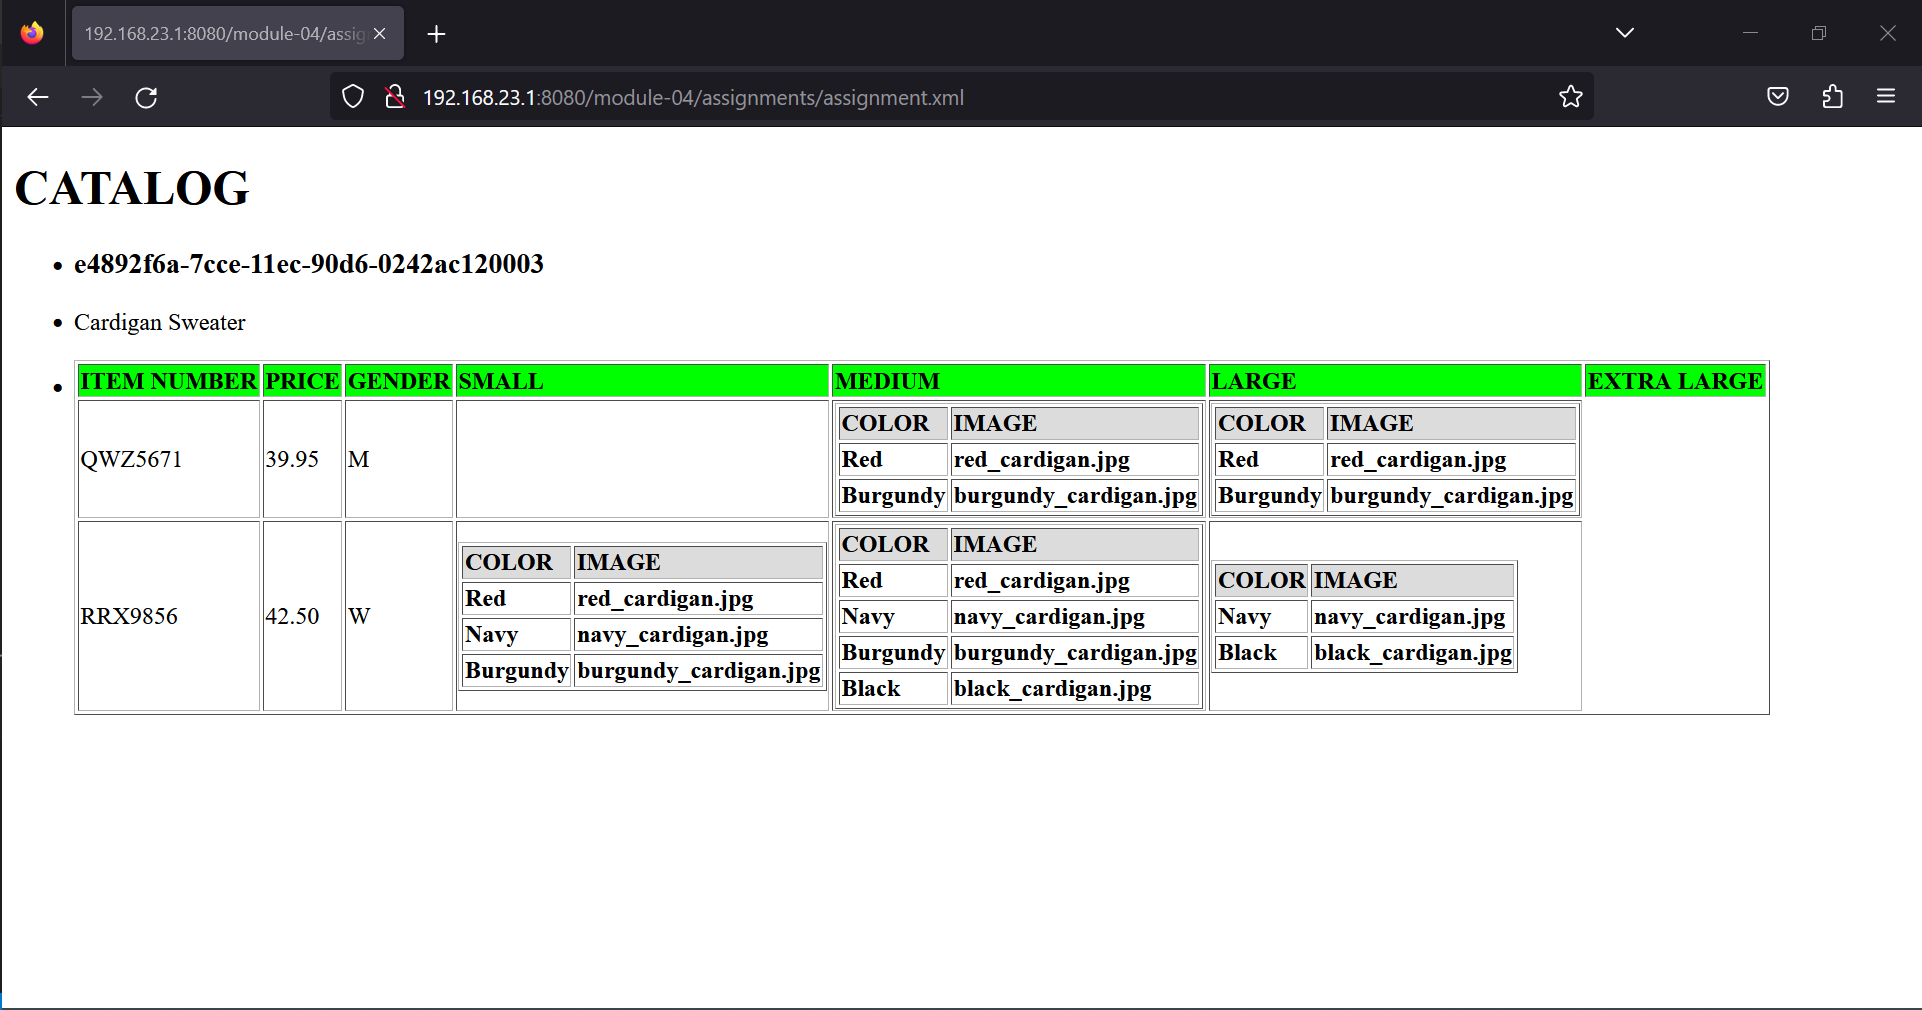 192.168.23.1:8080/module-04/assig
192.168.23.1:8080/module-04/assignments/assignment.xml
CATALOG
e4892f6a-7cce-11ec-90d6-0242ac120003
Cardigan Sweater
ITEM NUMBER PRICE GENDER SMALL MEDIUM LARGE EXTRA LARGE
COLOR IMAGE COLOR IMAGE
QWZ5671 39.95 M Red red_cardigan.jpg Red red_cardigan.jpg
Burgundy burgundy_cardigan.jpg Burgundy burgundy_cardigan.jpg
COLOR IMAGE
COLOR IMAGE
Red red_cardigan.jpg COLOR IMAGE
Red red_cardigan.jpg
RRX9856 42.50 W Navy navy_cardigan.jpg Navy navy_cardigan.jpg
Navy navy_cardigan.jpg
Burgundy burgundy_cardigan.jpg Black black_cardigan.jpg
Burgundy burgundy_cardigan.jpg
Black black_cardigan.jpg